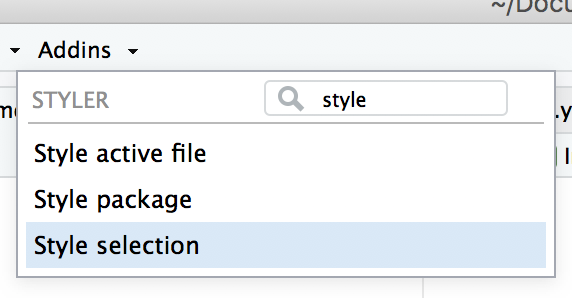 ~/Docu
Addins
STYLER
style
Style active file
Style package
Style selection